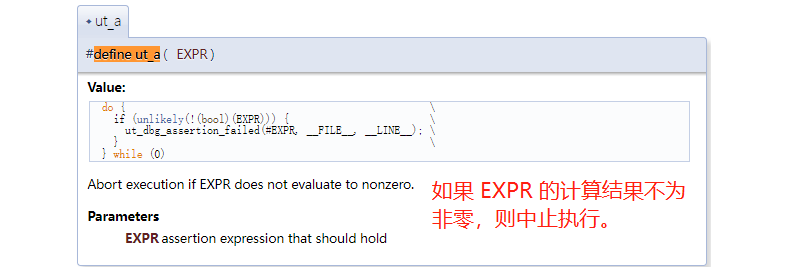 ut_a
#define ut_a( EXPR)
Value:
do { \
if (unlikely(!(bool)(EXPR))) { \
ut_dbg_assertion_failed(#EXPR, __FILE__, __LINE__); \
} \
} while (0)
Abort execution if EXPR does not evaluate to nonzero.
如果 EXPR 的计算结果不为
非零，则中止执行。
Parameters
EXPR assertion expression that should hold